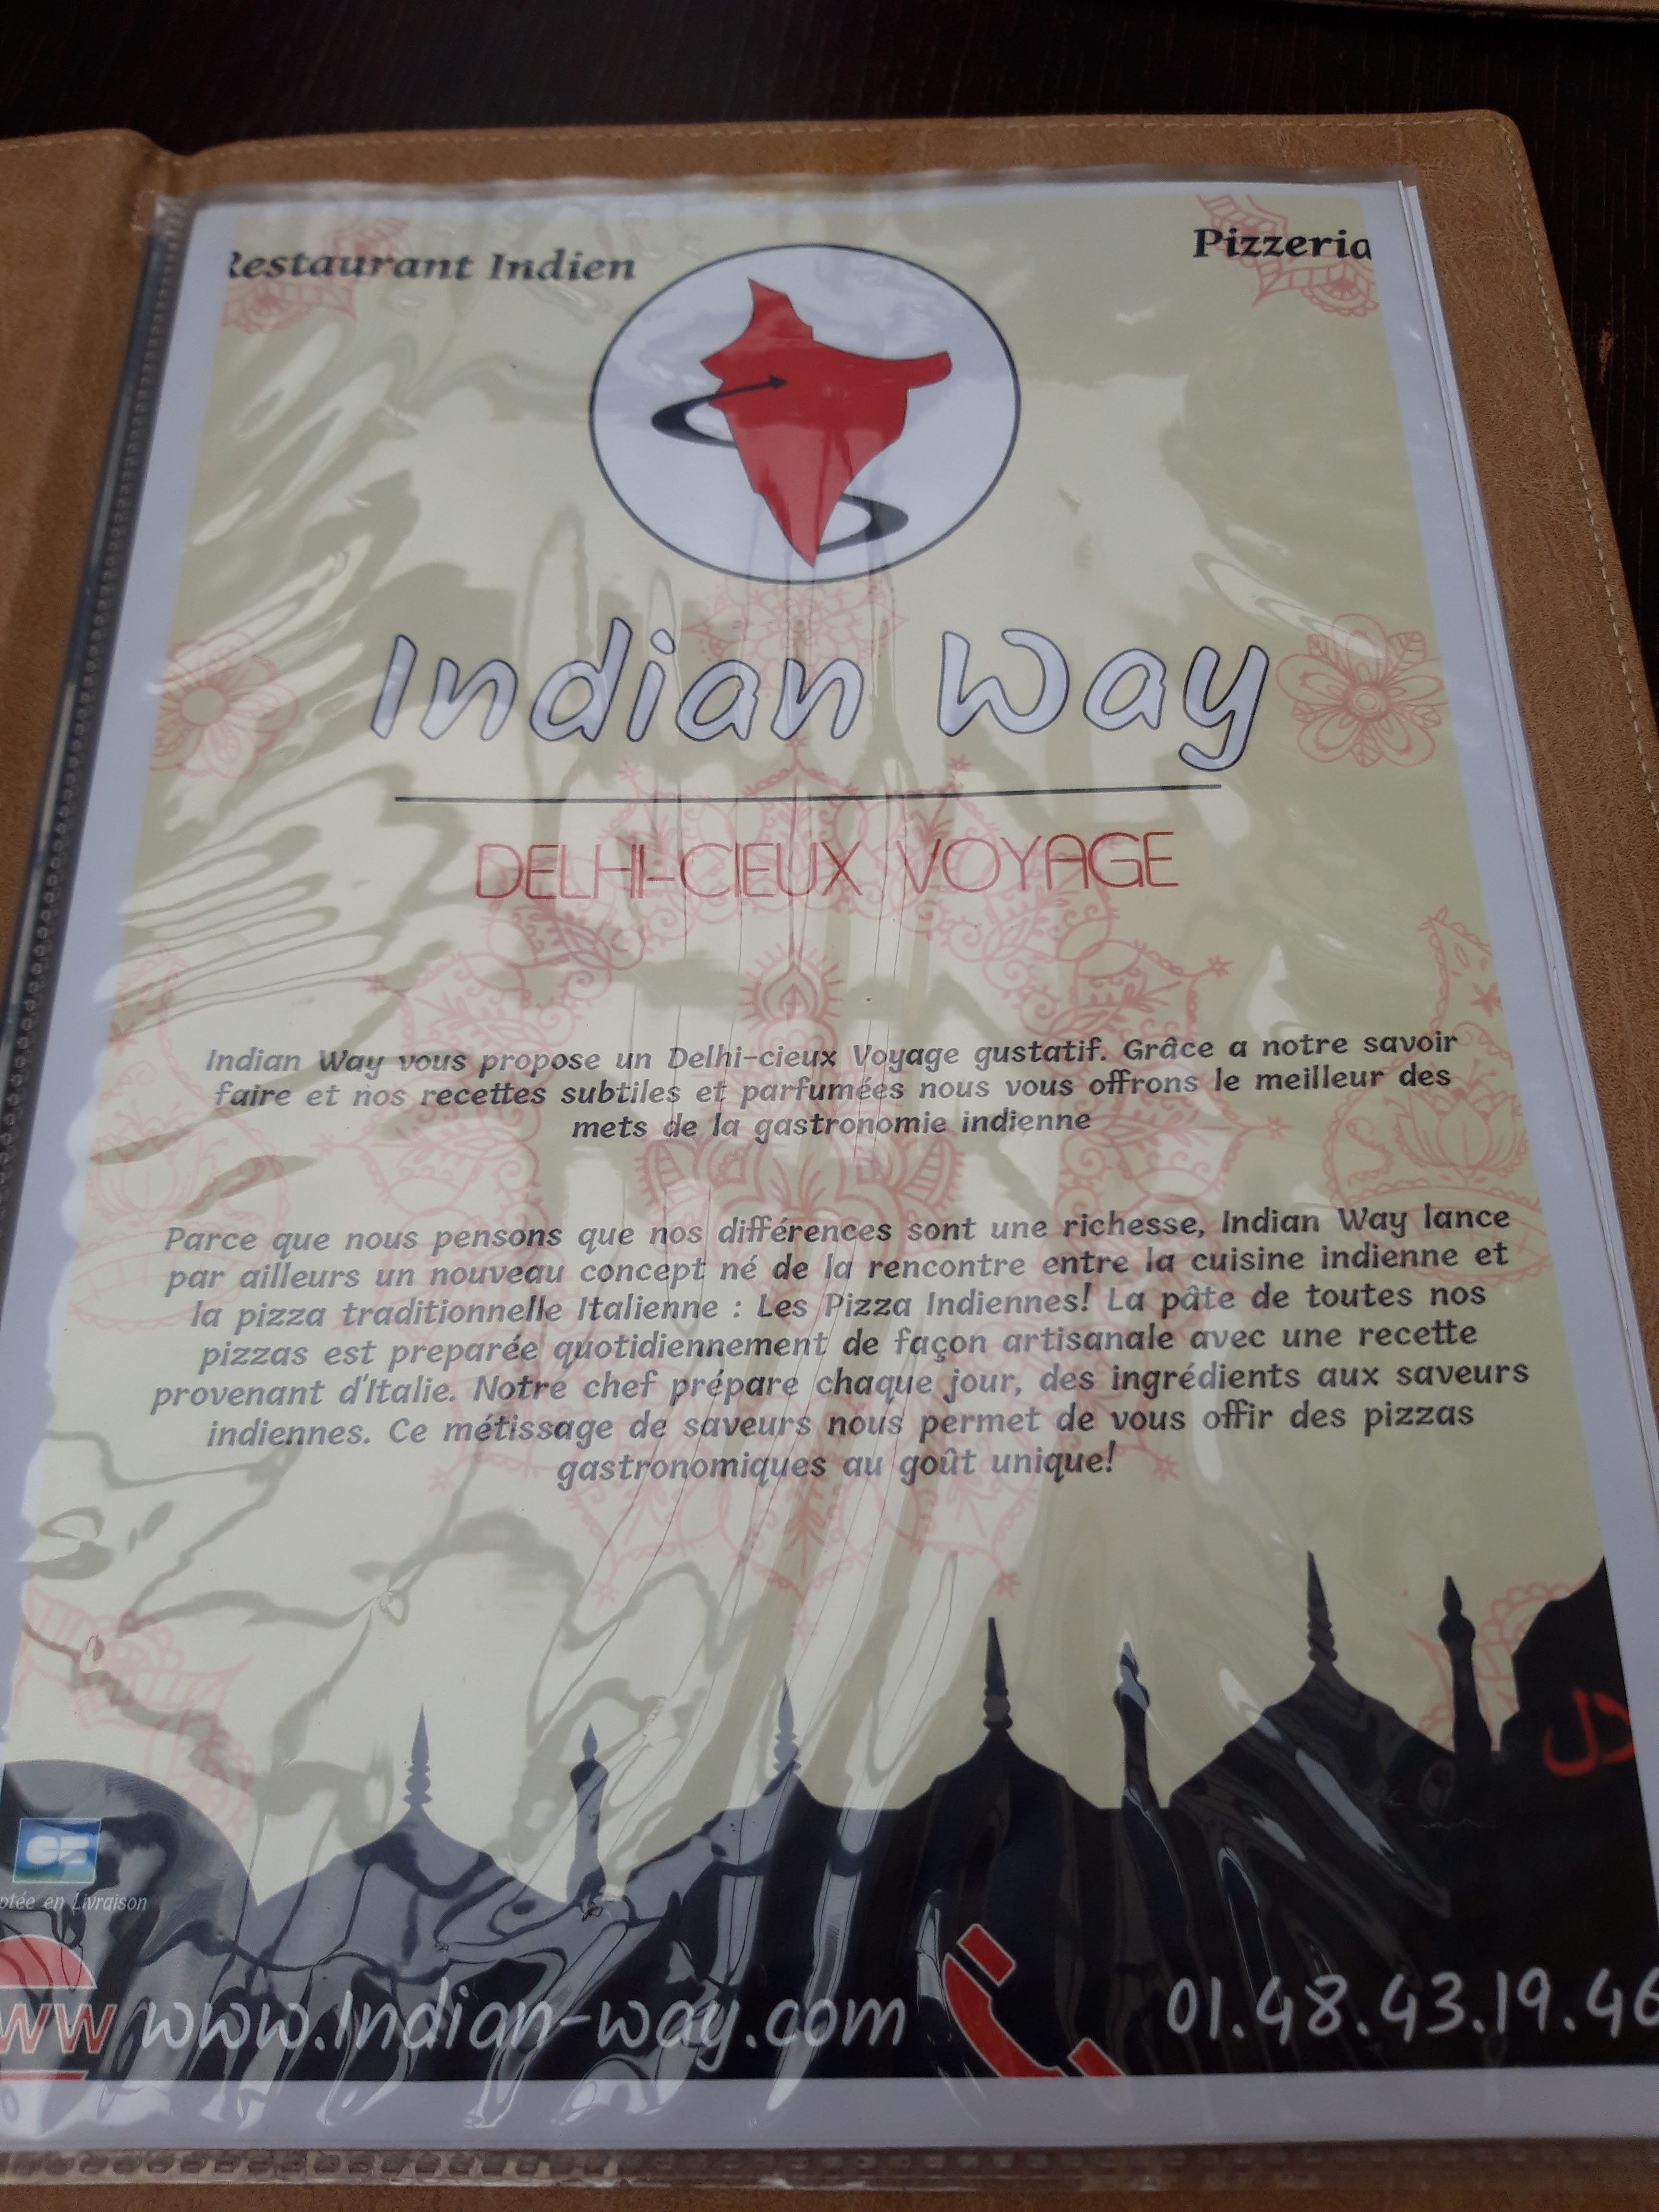 Restaurant Indien
Pizzeria
Indian Way
DELHI-CIEUX VOYAGE
Indian Way vous propose un Delhi-cieux Voyage gustatif. Grâce a notre savoir
faire et nos recettes subtiles et parfumées nous vous offrons le meilleur des
mets de la gastronomie indienne
Parce que nous pensons que nos différences sont une richesse, Indian Way lance
par ailleurs un nouveau concept né de la rencontre entre la cuisine indienne et
la pizza traditionnelle Italienne : Les Pizza Indiennes! La pâte de toutes nos
pizzas est preparée quotidiennement de façon artisanale avec une recette
provenant d'Italie. Notre chef prépare chaque jour, des ingrédients aux saveurs
indiennes. Ce métissage de saveurs nous permet de vous offir des pizzas
gastronomiques au goût unique!
CB
en Livraison
WW www.Indian-way.com
01.48.43.19.46